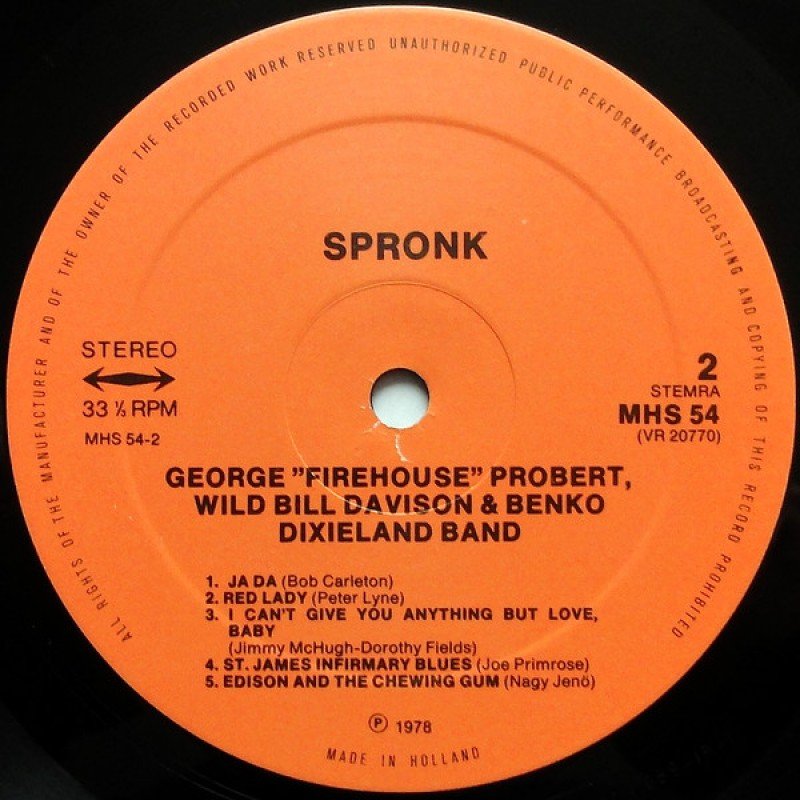 ALL RIGHTS OF THE MANUFACTURER AND OF THE OWNER OF THE RECORDED WORK RESERVED UNAUTHORIZED PUBLIC PERFORMANCE BROADCASTING AND COPYING OF THIS RECORD PROHIBITED
SPRONK
STEREO
33 ⅓ RPM
MHS 54-2
2
STEMRA
MHS 54
(VR 20770)
GEORGE "FIREHOUSE" PROBERT,
WILD BILL DAVISON & BENKO
DIXIELAND BAND
1. JA DA (Bob Carleton)
2. RED LADY (Peter Lyne)
3. I CAN'T GIVE YOU ANYTHING BUT LOVE,
BABY
(Jimmy McHugh-Dorothy Fields)
4. ST. JAMES INFIRMARY BLUES (Joe Primrose)
5. EDISON AND THE CHEWING GUM (Nagy Jenö)
℗ 1978
MADE IN HOLLAND